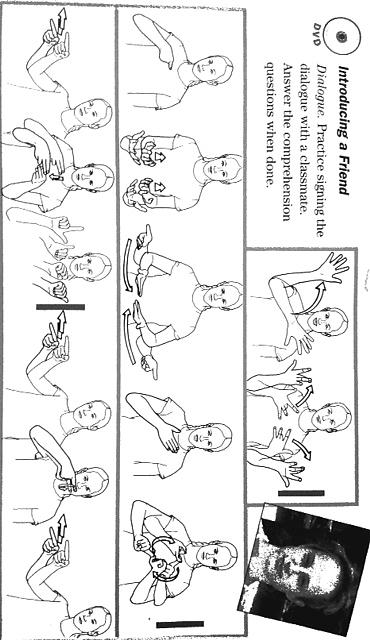 DVD
Introducing a Friend
Dialogue. Practice signing the
dialogue with a classmate.
Answer the comprehension
questions when done.